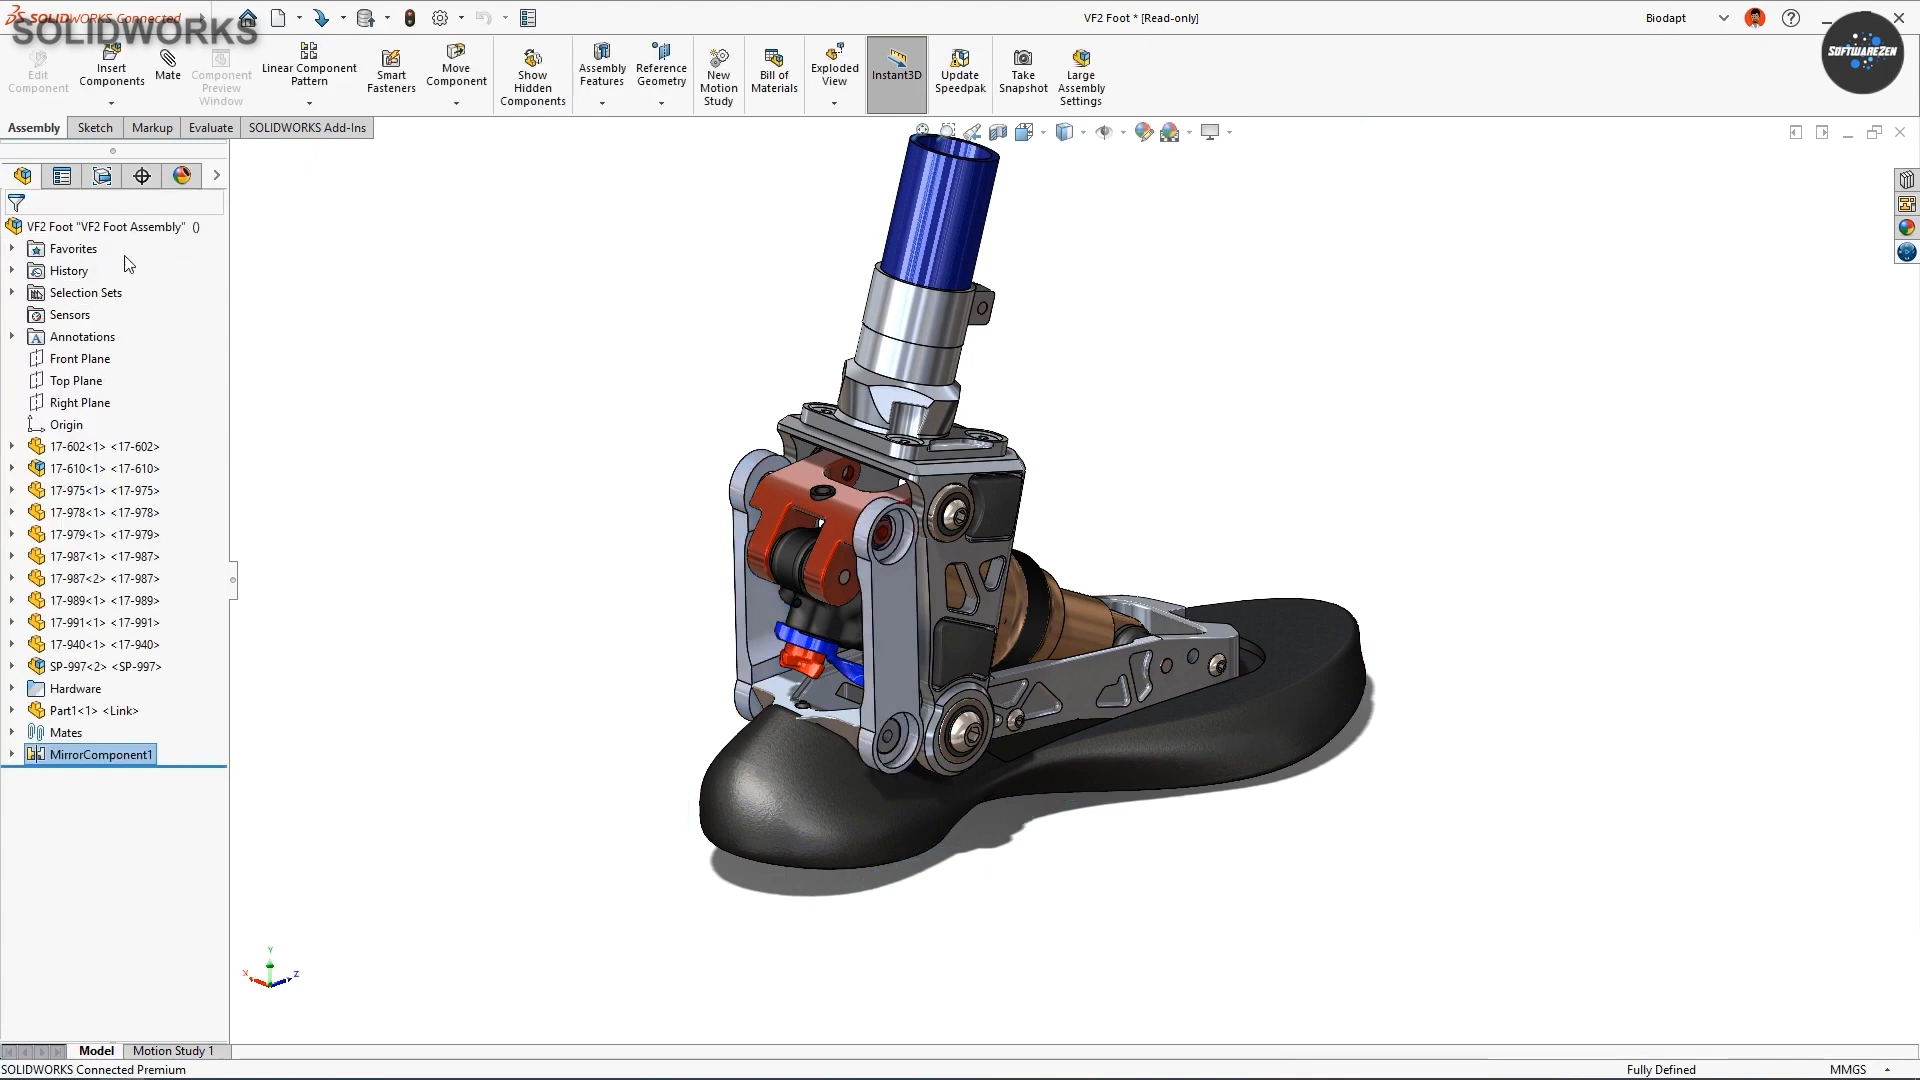 SOLIDWORKS Connected
SOLIDWORKS
VF2 Foot * [Read-only]
Biodapt
SOFTWAREZEN
Edit Component
Insert Components
Mate
Component Preview Window
Linear Component Pattern
Smart Fasteners
Move Component
Show Hidden Components
Assembly Features
Reference Geometry
New Motion Study
Bill of Materials
Exploded View
Instant3D
Update Speedpak
Take Snapshot
Large Assembly Settings
Assembly Sketch Markup Evaluate SOLIDWORKS Add-Ins
VF2 Foot "VF2 Foot Assembly" ()
Favorites
History
Selection Sets
Sensors
Annotations
Front Plane
Top Plane
Right Plane
Origin
17-602<1> <17-602>
17-610<1> <17-610>
17-975<1> <17-975>
17-978<1> <17-978>
17-979<1> <17-979>
17-987<1> <17-987>
17-987<2> <17-987>
17-989<1> <17-989>
17-991<1> <17-991>
17-940<1> <17-940>
SP-997<2> <SP-997>
Hardware
Part1<1> <Link>
Mates
MirrorComponent1
Y
X
Z
Model Motion Study 1
SOLIDWORKS Connected Premium
Fully Defined
MMGS